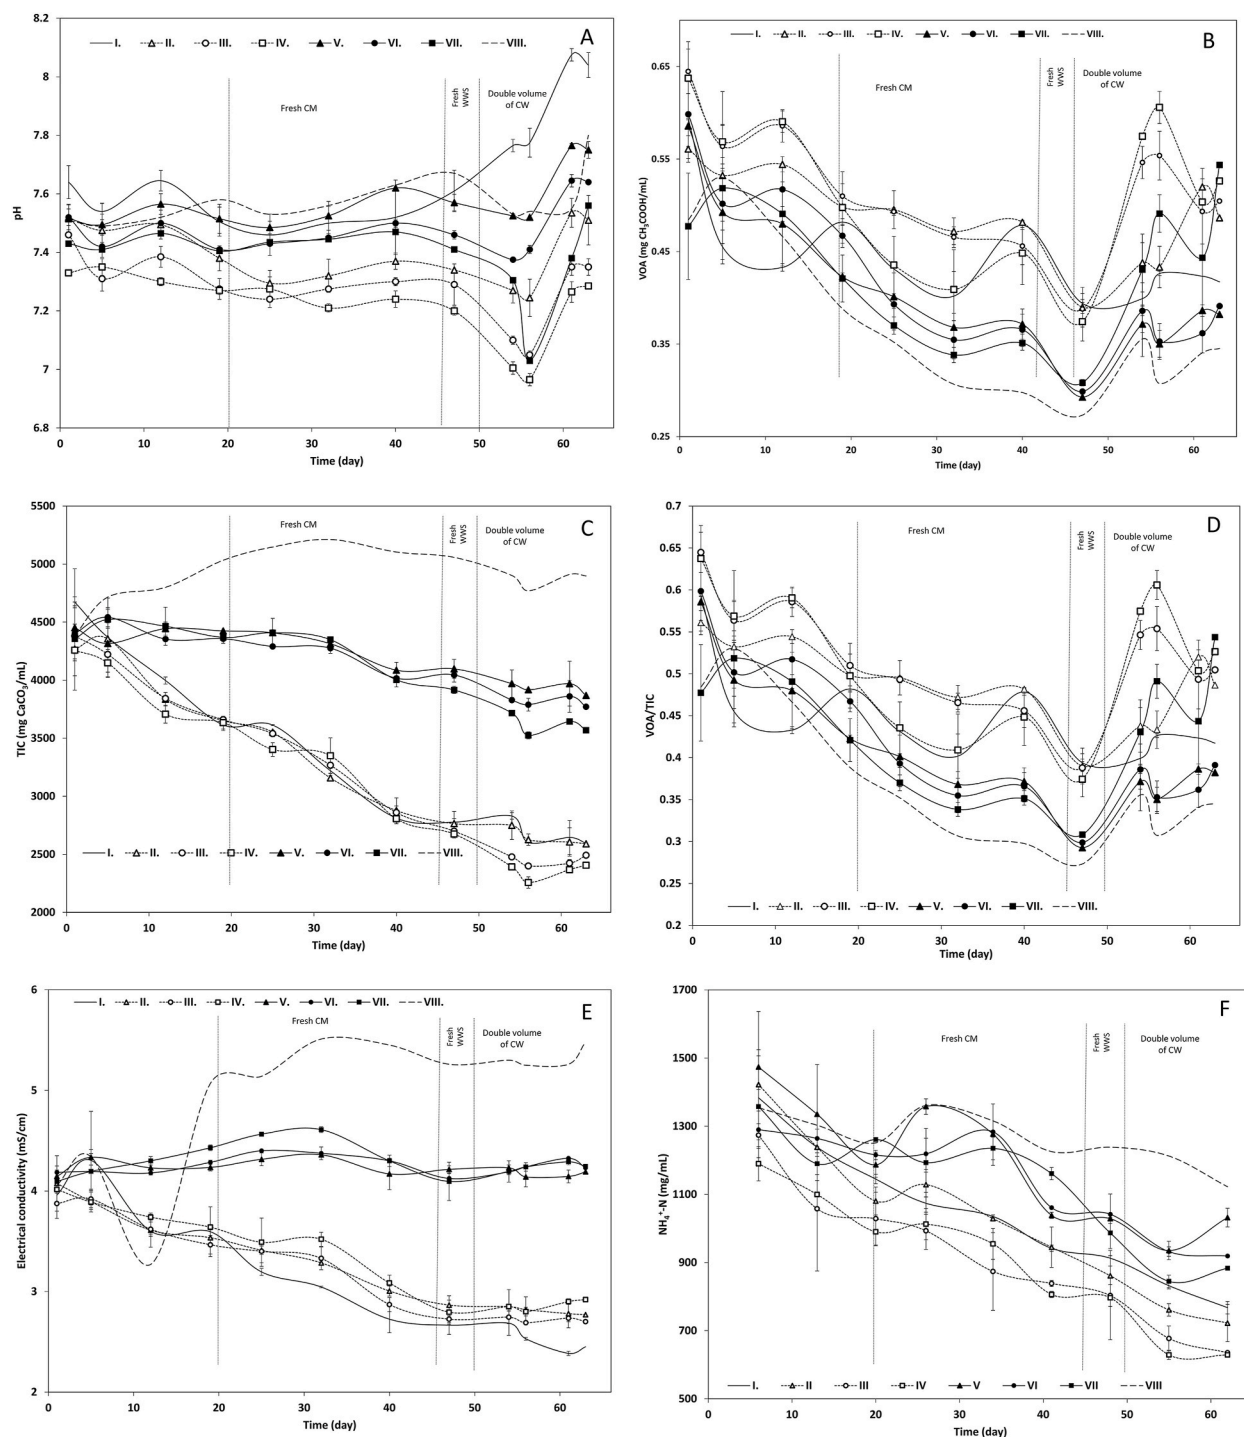 A
I. II. III. IV. V. VI. VII. VIII.
Fresh CM
Fresh WWS
Double volume
of CW
pH
8.2
8
7.8
7.6
7.4
7.2
7
6.8
0 10 20 30 40 50 60
Time (day)
B
I. II. III. IV. V. VI. VII. VIII.
Fresh CM
Fresh WWS
Double volume
of CW
VOA (mg CH₃COOH/mL)
0.65
0.55
0.45
0.35
0.25
0 10 20 30 40 50 60
Time (day)
C
Fresh CM
Fresh WWS
Double volume
of CW
TIC (mg CaCO₃/mL)
5500
5000
4500
4000
3500
3000
2500
2000
I. II. III. IV. V. VI. VII. VIII.
0 10 20 30 40 50 60
Time (day)
D
Fresh CM
Fresh WWS
Double volume
of CW
VOA/TIC
0.7
0.65
0.6
0.55
0.5
0.45
0.4
0.35
0.3
0.25
0.2
I. II. III. IV. V. VI. VII. VIII.
0 10 20 30 40 50 60
Time (day)
E
I. II. III. IV. V. VI. VII. VIII.
Fresh CM
Fresh WWS
Double volume
of CW
Electrical conductivity (mS/cm)
6
5
4
3
2
0 10 20 30 40 50 60
Time (day)
F
Fresh CM
Fresh WWS
Double volume
of CW
NH₄⁺-N (mg/mL)
1700
1500
1300
1100
900
700
500
I. II III IV V VI VII VIII
0 10 20 30 40 50 60
Time (day)